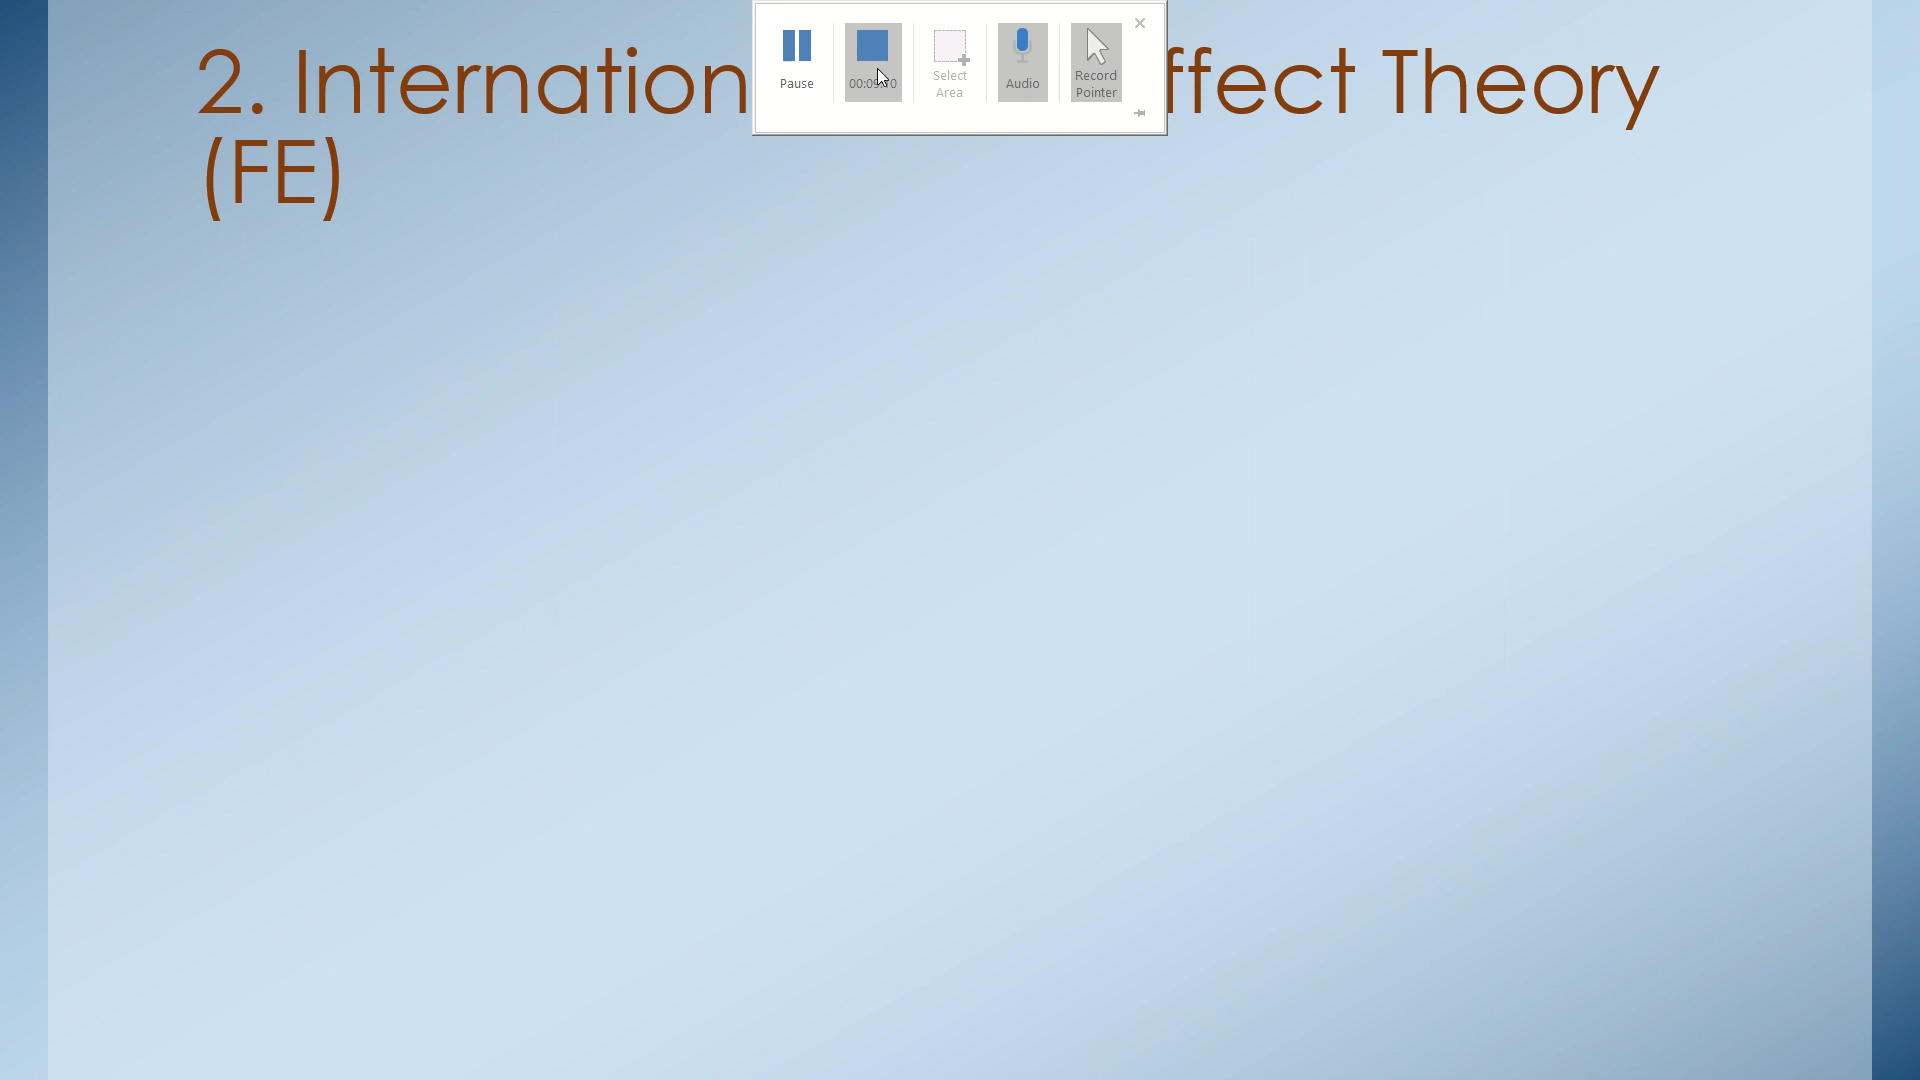 2. Internation ffect Theory
(FE)
Pause
Select
Area
Audio
Record
Pointer